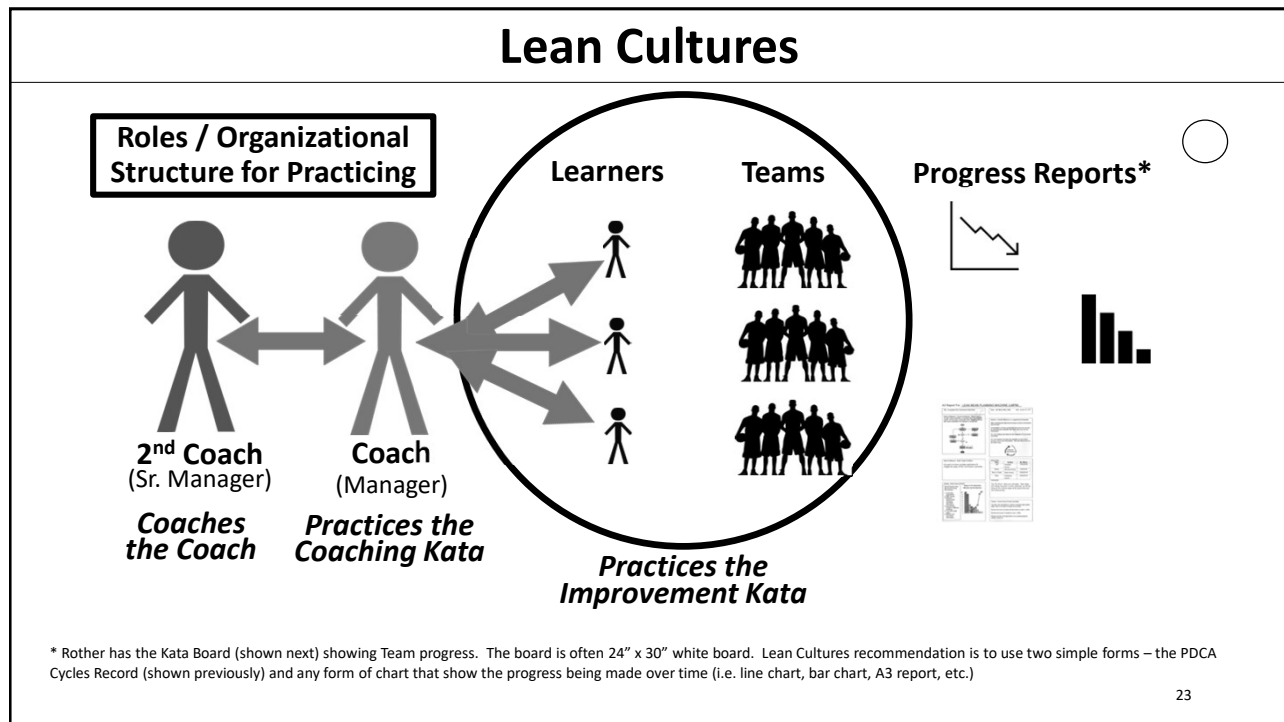 Lean Cultures
Roles / Organizational
Structure for Practicing
Learners
Teams
Progress Reports*
2nd Coach
(Sr. Manager)
Coaches
the Coach
Coach
(Manager)
Practices the
Coaching Kata
Practices the
Improvement Kata
* Rother has the Kata Board (shown next) showing Team progress.  The board is often 24” x 30” white board.  Lean Cultures recommendation is to use two simple forms – the PDCA
Cycles Record (shown previously) and any form of chart that show the progress being made over time (i.e. line chart, bar chart, A3 report, etc.)
23